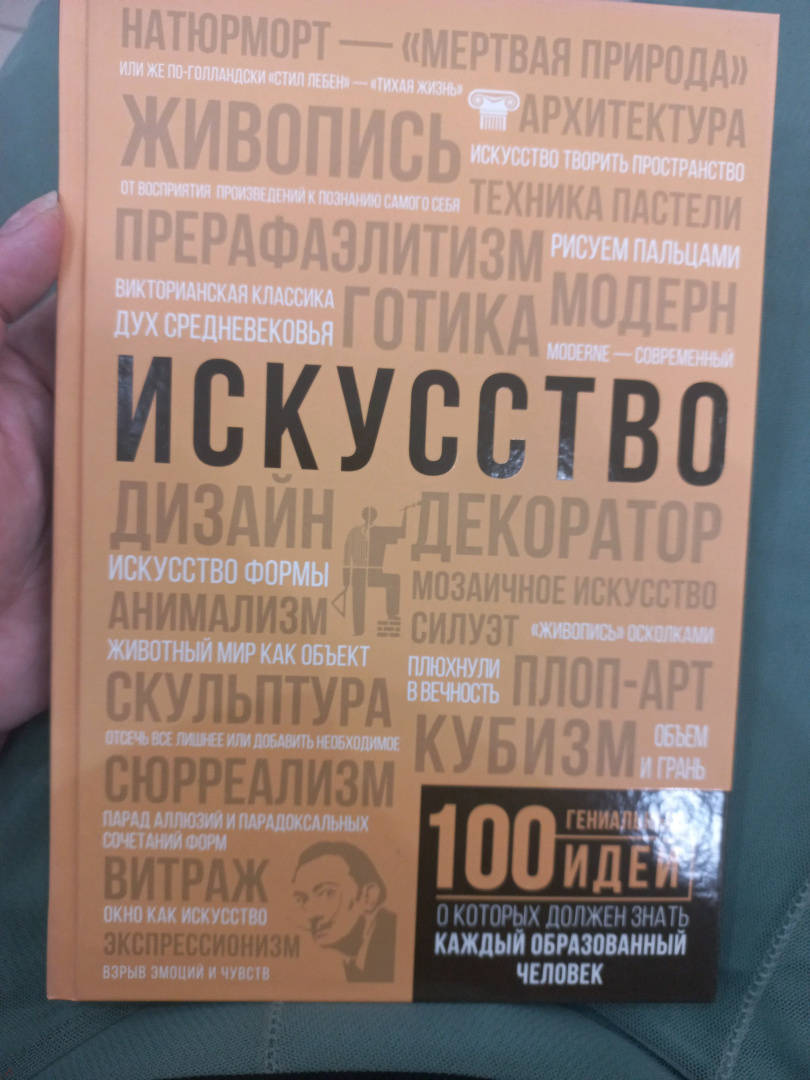 НАТЮРМОРТ — «МЕРТВАЯ ПРИРОДА»
ИЛИ ЖЕ ПО-ГОЛЛАНДСКИ «СТИЛ ЛЕБЕН» — «ТИХАЯ ЖИЗНЬ»
ЖИВОПИСЬ
АРХИТЕКТУРА
ИСКУССТВО ТВОРИТЬ ПРОСТРАНСТВО
ОТ ВОСПРИЯТИЯ ПРОИЗВЕДЕНИЙ К ПОЗНАНИЮ САМОГО СЕБЯ
ТЕХНИКА ПАСТЕЛИ
ПРЕРАФАЭЛИТИЗМ
РИСУЕМ ПАЛЬЦАМИ
ВИКТОРИАНСКАЯ КЛАССИКА
ГОТИКА
МОДЕРН
ДУХ СРЕДНЕВЕКОВЬЯ
MODERNE — СОВРЕМЕННЫЙ
ИСКУССТВО
ДИЗАЙН
ДЕКОРАТОР
ИСКУССТВО ФОРМЫ
МОЗАИЧНОЕ ИСКУССТВО
АНИМАЛИЗМ
СИЛУЭТ
«ЖИВОПИСЬ» ОСКОЛКАМИ
ЖИВОТНЫЙ МИР КАК ОБЪЕКТ
ПЛЮХНУЛИ
В ВЕЧНОСТЬ
ПЛОП-АРТ
СКУЛЬПТУРА
ОТСЕЧЬ ВСЕ ЛИШНЕЕ ИЛИ ДОБАВИТЬ НЕОБХОДИМОЕ
КУБИЗМ
ОБЪЕМ
И ГРАНЬ
СЮРРЕАЛИЗМ
ПАРАД АЛЛЮЗИЙ И ПАРАДОКСАЛЬНЫХ
СОЧЕТАНИЙ ФОРМ
ВИТРАЖ
ОКНО КАК ИСКУССТВО
ЭКСПРЕССИОНИЗМ
ВЗРЫВ ЭМОЦИЙ И ЧУВСТВ
100
ИДЕЙ
О КОТОРЫХ ДОЛЖЕН ЗНАТЬ
КАЖДЫЙ ОБРАЗОВАННЫЙ
ЧЕЛОВЕК